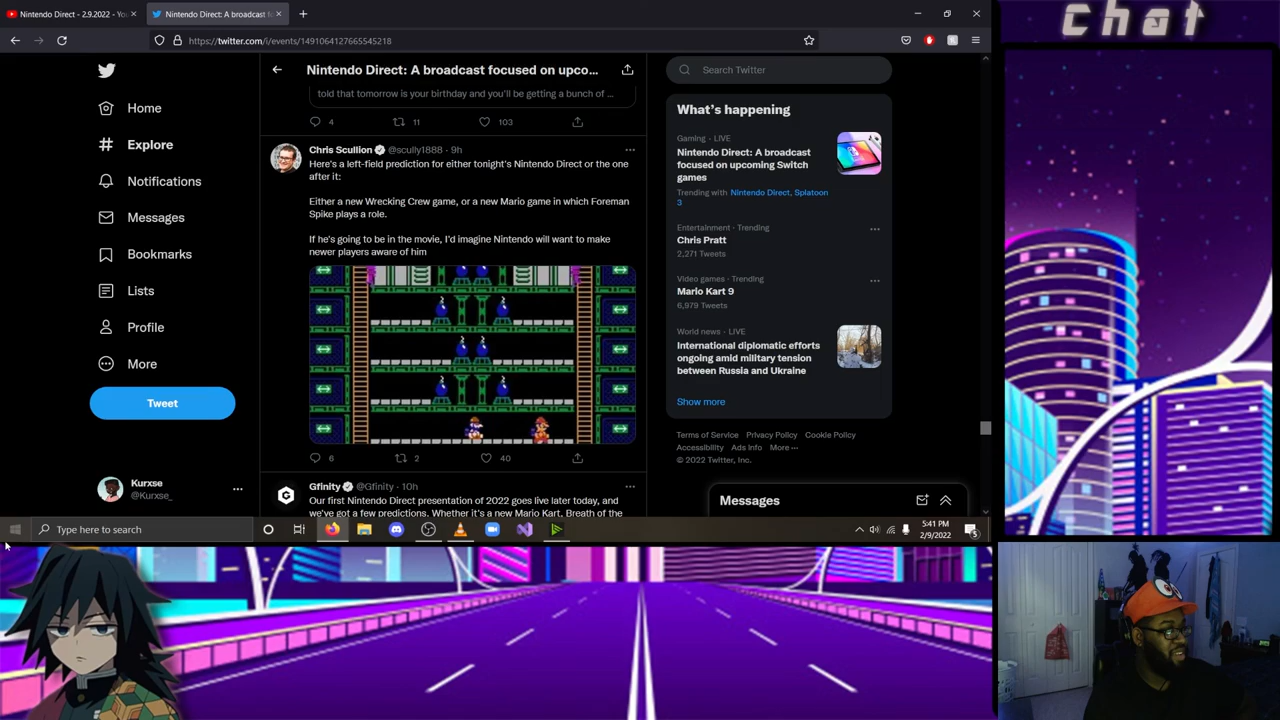 Nintendo Direct - 2.9.2022 - Yo
Nintendo Direct: A broadcast f
https://twitter.com/i/events/1491064127665545218
Home
Explore
Notifications
Messages
Bookmarks
Lists
Profile
More
Tweet
Kurxse
@Kurxse_
Nintendo Direct: A broadcast focused on upco...
told that tomorrow is your birthday and you'll be getting a bunch of ...
4 11 103
Chris Scullion @scully1888 · 9h
Here's a left-field prediction for either tonight's Nintendo Direct or the one
after it:
Either a new Wrecking Crew game, or a new Mario game in which Foreman
Spike plays a role.
If he's going to be in the movie, I'd imagine Nintendo will want to make
newer players aware of him
6 2 40
Gfinity @Gfinity · 10h
Our first Nintendo Direct presentation of 2022 goes live later today, and
we've got a few predictions. Whether it's a new Mario Kart, Breath of the
Search Twitter
What's happening
Gaming · LIVE
Nintendo Direct: A broadcast
focused on upcoming Switch
games
Trending with Nintendo Direct, Splatoon
3
Entertainment · Trending
Chris Pratt
2,271 Tweets
Video games · Trending
Mario Kart 9
6,979 Tweets
World news · LIVE
International diplomatic efforts
ongoing amid military tension
between Russia and Ukraine
Show more
Terms of Service Privacy Policy Cookie Policy
Accessibility Ads Info More ···
© 2022 Twitter, Inc.
Messages
Type here to search
5:41 PM
2/9/2022
5
Chat